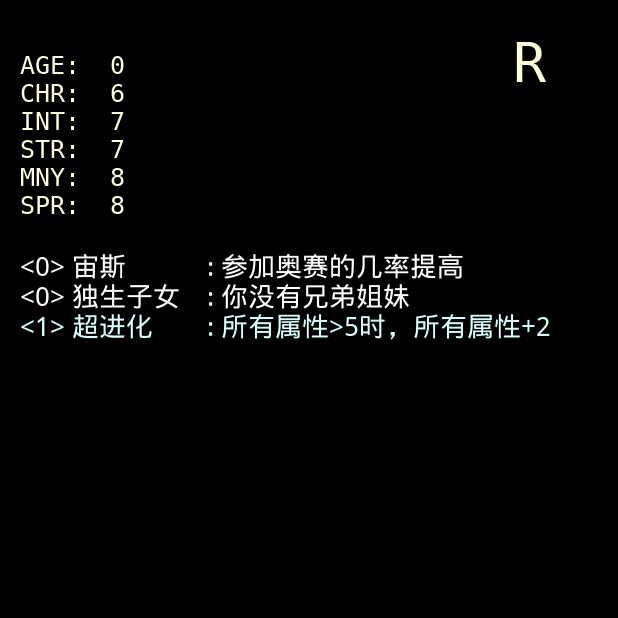 R
AGE: 0
CHR: 6
INT: 7
STR: 7
MNY: 8
SPR: 8
<0> 宙斯 : 参加奥赛的几率提高
<0> 独生子女 : 你没有兄弟姐妹
<1> 超进化 : 所有属性>5时，所有属性+2